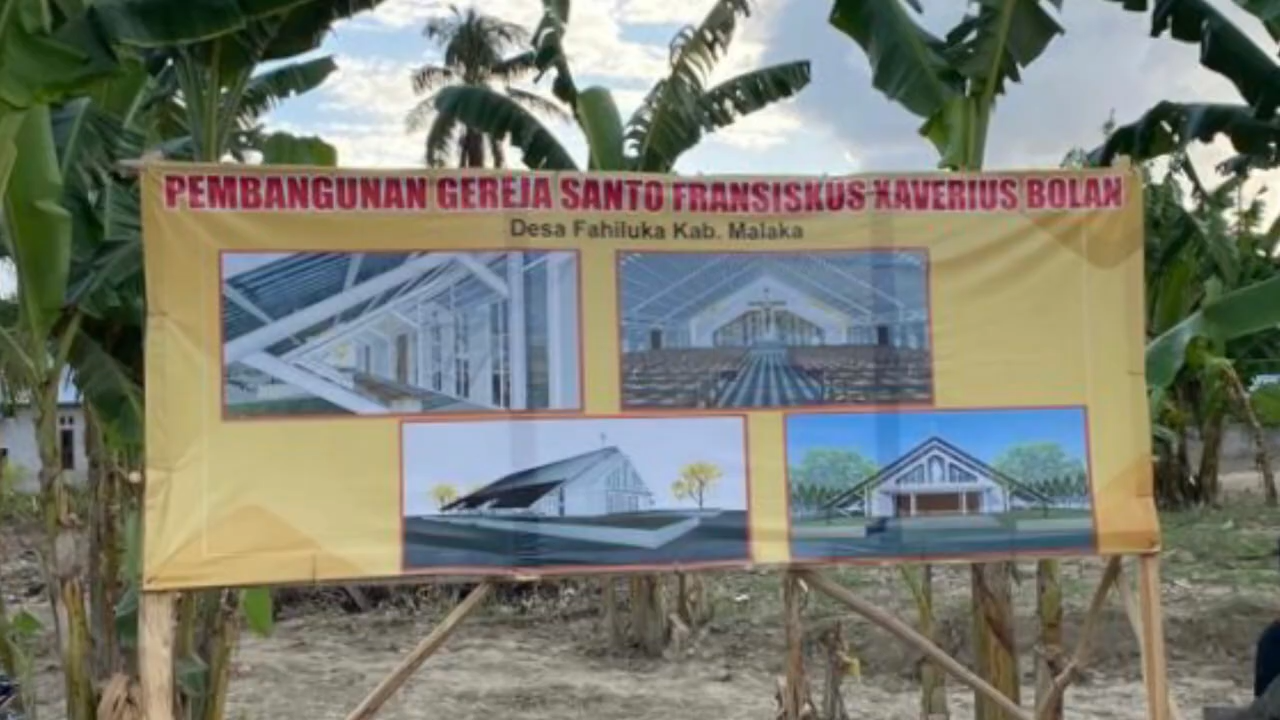 PEMBANGUNAN GEREJA SANTO FRANSISKUS XAVERIUS BOLAN
Desa Fahiluka Kab. Malaka